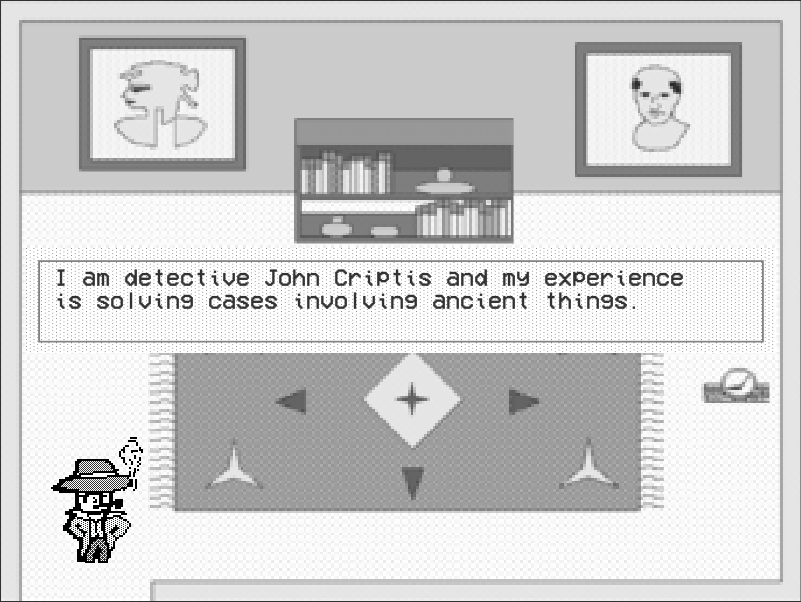 I am detective John Criptis and my experience
is solving cases involving ancient things.